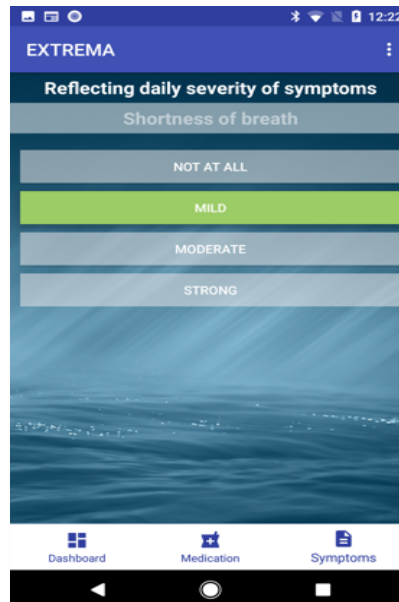 12:22
EXTREMA
Reflecting daily severity of symptoms
Shortness of breath
NOT AT ALL
MILD
MODERATE
STRONG
Dashboard Medication Symptoms